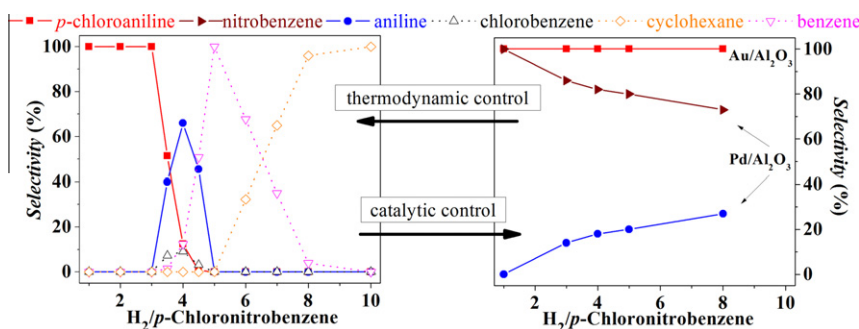 p-chloroaniline nitrobenzene aniline chlorobenzene cyclohexane benzene
100
80
60
40
20
0
Selectivity (%)
2 4 6 8 10
H2/p-Chloronitrobenzene
thermodynamic control
catalytic control
Au/Al2O3
Pd/Al2O3
100
80
60
40
20
0
Selectivity (%)
2 4 6 8 10
H2/p-Chloronitrobenzene